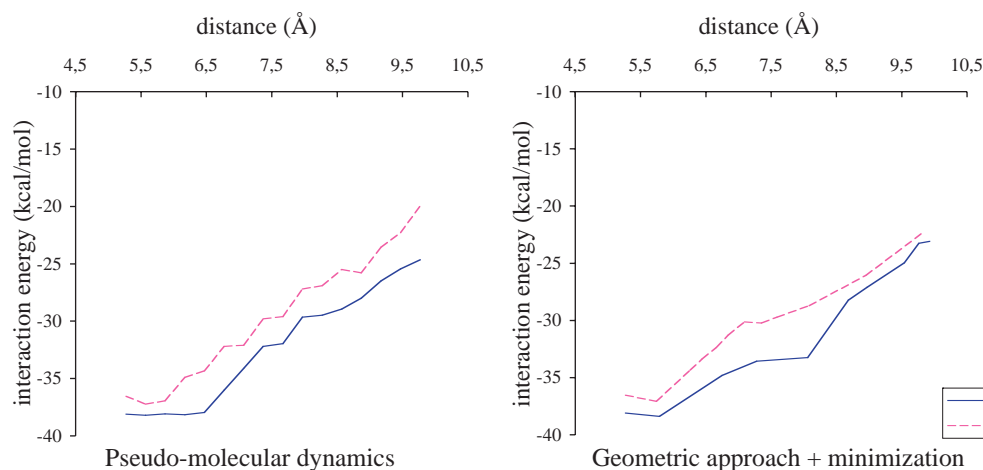 distance (Å)
4,5 5,5 6,5 7,5 8,5 9,5 10,5
-10
-15
-20
-25
-30
-35
-40
interaction energy (kcal/mol)
Pseudo-molecular dynamics
distance (Å)
4,5 5,5 6,5 7,5 8,5 9,5 10,5
-10
-15
-20
-25
-30
-35
-40
interaction energy (kcal/mol)
Geometric approach + minimization